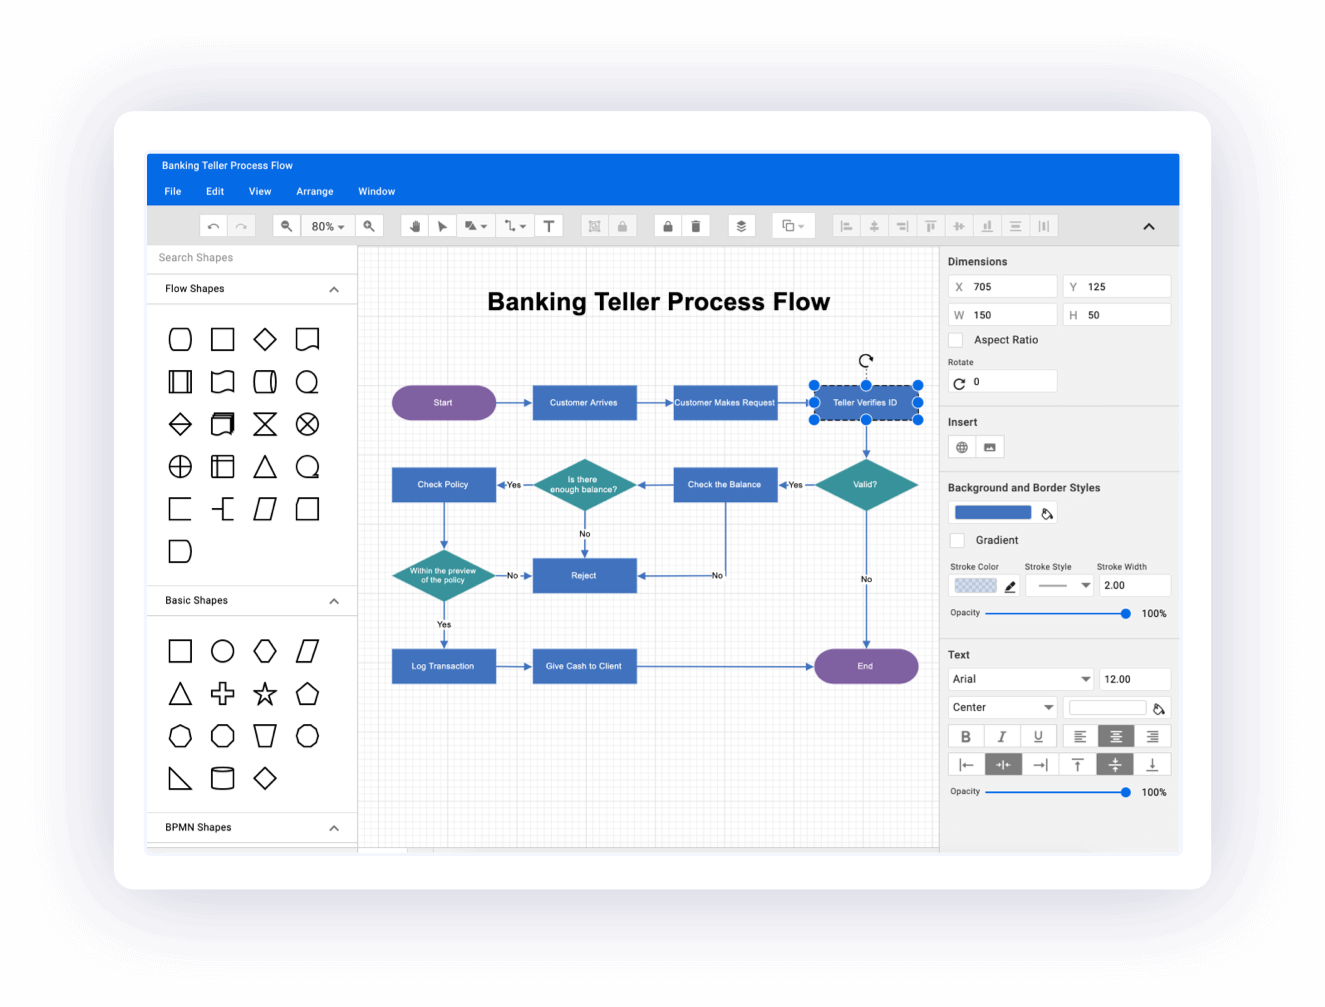 Banking Teller Process Flow
File Edit View Arrange Window
80%
Search Shapes
Flow Shapes
Basic Shapes
BPMN Shapes
Banking Teller Process Flow
Start
Customer Arrives
Customer Makes Request
Teller Verifies ID
Check Policy
Yes
Is there
enough balance?
Check the Balance
Yes
Valid?
No
Within the preview
of the policy
No
Reject
No
No
Yes
Log Transaction
Give Cash to Client
End
Dimensions
X 705 Y 125
W 150 H 50
Aspect Ratio
Rotate
0
Insert
Background and Border Styles
Gradient
Stroke Color Stroke Style Stroke Width
2.00
Opacity 100%
Text
Arial 12.00
Center
B I U
Opacity 100%